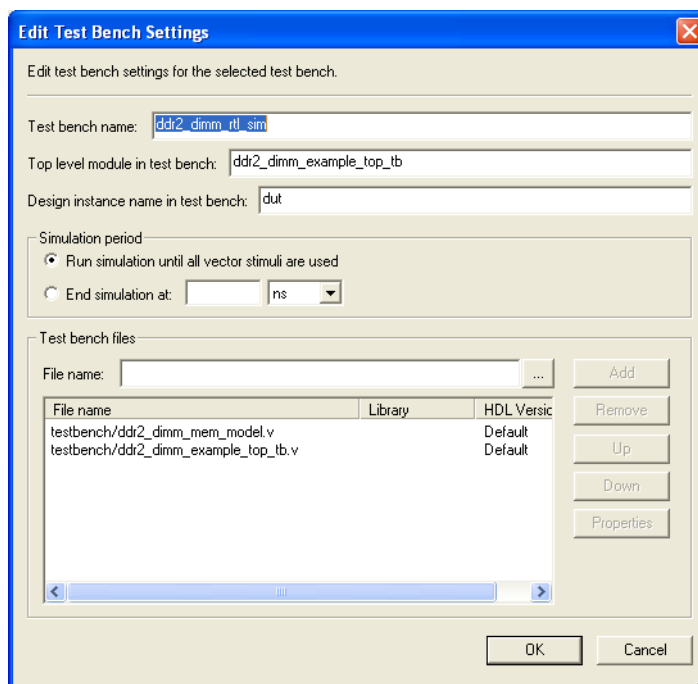 Edit Test Bench Settings
Edit test bench settings for the selected test bench.
Test bench name: ddr2_dimm_rtl_sim
Top level module in test bench: ddr2_dimm_example_top_tb
Design instance name in test bench: dut
Simulation period
Run simulation until all vector stimuli are used
End simulation at: ns
Test bench files
File name: ... Add
File name Library HDL Versic
Remove
testbench/ddr2_dimm_mem_model.v Default
testbench/ddr2_dimm_example_top_tb.v Default
Up
Down
Properties
OK Cancel